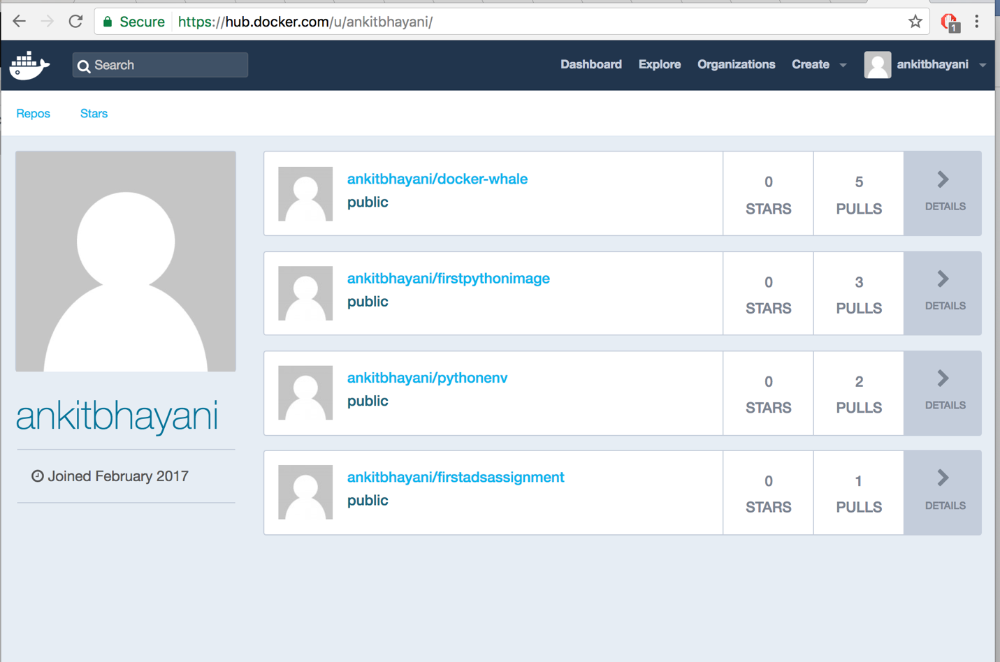 Secure https://hub.docker.com/u/ankitbhayani/
1
Search Dashboard Explore Organizations Create ankitbhayani
Repos Stars
ankitbhayani
Joined February 2017
ankitbhayani/docker-whale
public
0
STARS
5
PULLS
DETAILS
ankitbhayani/firstpythonimage
public
0
STARS
3
PULLS
DETAILS
ankitbhayani/pythonenv
public
0
STARS
2
PULLS
DETAILS
ankitbhayani/firstadsassignment
public
0
STARS
1
PULLS
DETAILS